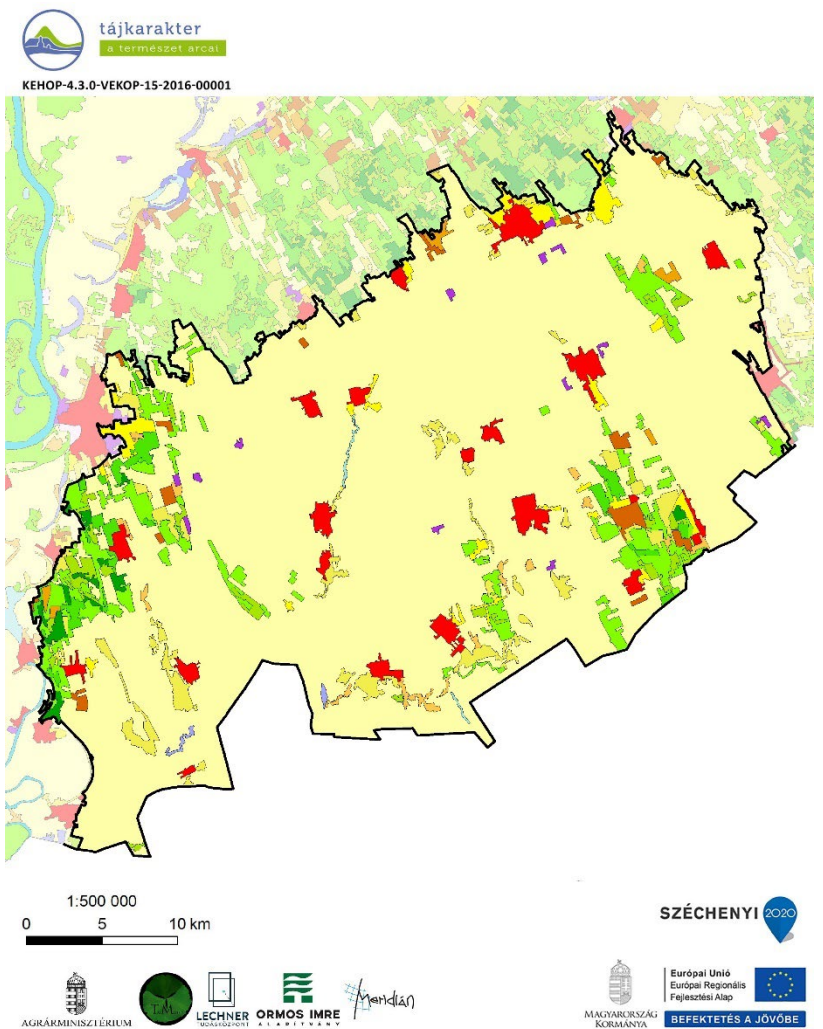 tájkarakter
a természet arcai
KEHOP-4.3.0-VEKOP-15-2016-00001
1:500 000
0 5 10 km
SZÉCHENYI 2020
AGRÁRMINISZTÉRIUM
LECHNER
TUDÁSKÖZPONT
ORMOS IMRE
ALAPÍTVÁNY
Meridián
MAGYARORSZÁG
KORMÁNYA
Európai Unió
Európai Regionális
Fejlesztési Alap
BEFEKTETÉS A JÖVŐBE